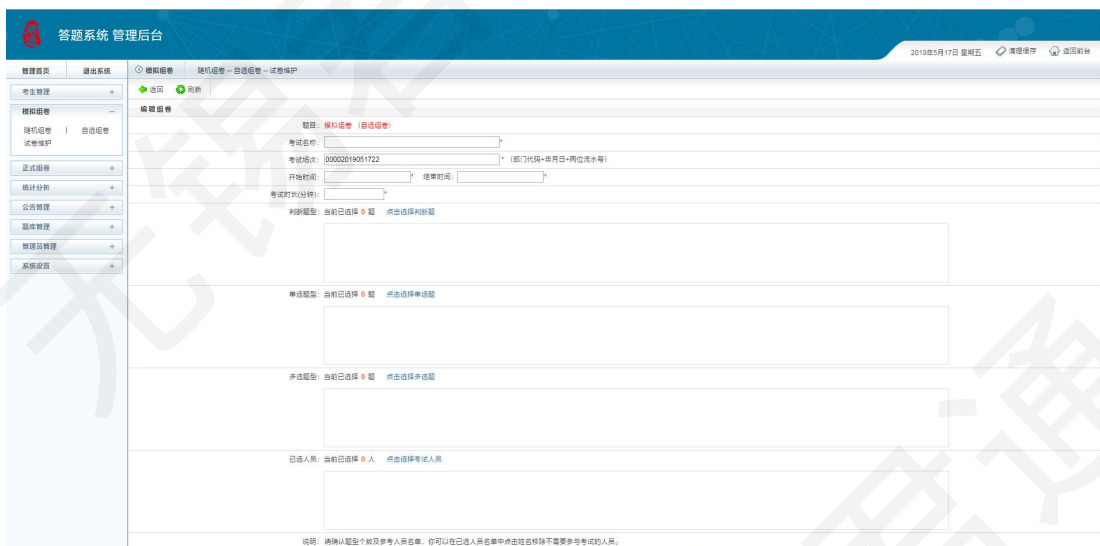 答题系统 管理后台
2019年5月17日 星期五 清理缓存 返回前台
管理首页 退出系统
模拟组卷 随机组卷 -- 自选组卷 -- 试卷维护
考生管理 +
返回 刷新
模拟组卷 −
编辑组卷
随机组卷 | 自选组卷
试卷维护
题目: 模拟组卷 (自选组卷)
考试名称: *
考试场次: 00002019051722 * (部门代码+年月日+两位流水号)
正式组卷 +
开始时间: * 结束时间: *
统计分析 +
考试时长(分钟): *
公告管理 +
判断题型: 当前已选择 0 题 点击选择判断题
题库管理 +
管理员管理 +
系统设置 +
单选题型: 当前已选择 0 题 点击选择单选题
多选题型: 当前已选择 0 题 点击选择多选题
已选人员: 当前已选择 0 人 点击选择考试人员
说明: 请确认题型个数及参考人员名单, 你可以在已选人员名单中点击姓名移除不需要参与考试的人员。
无锡君通